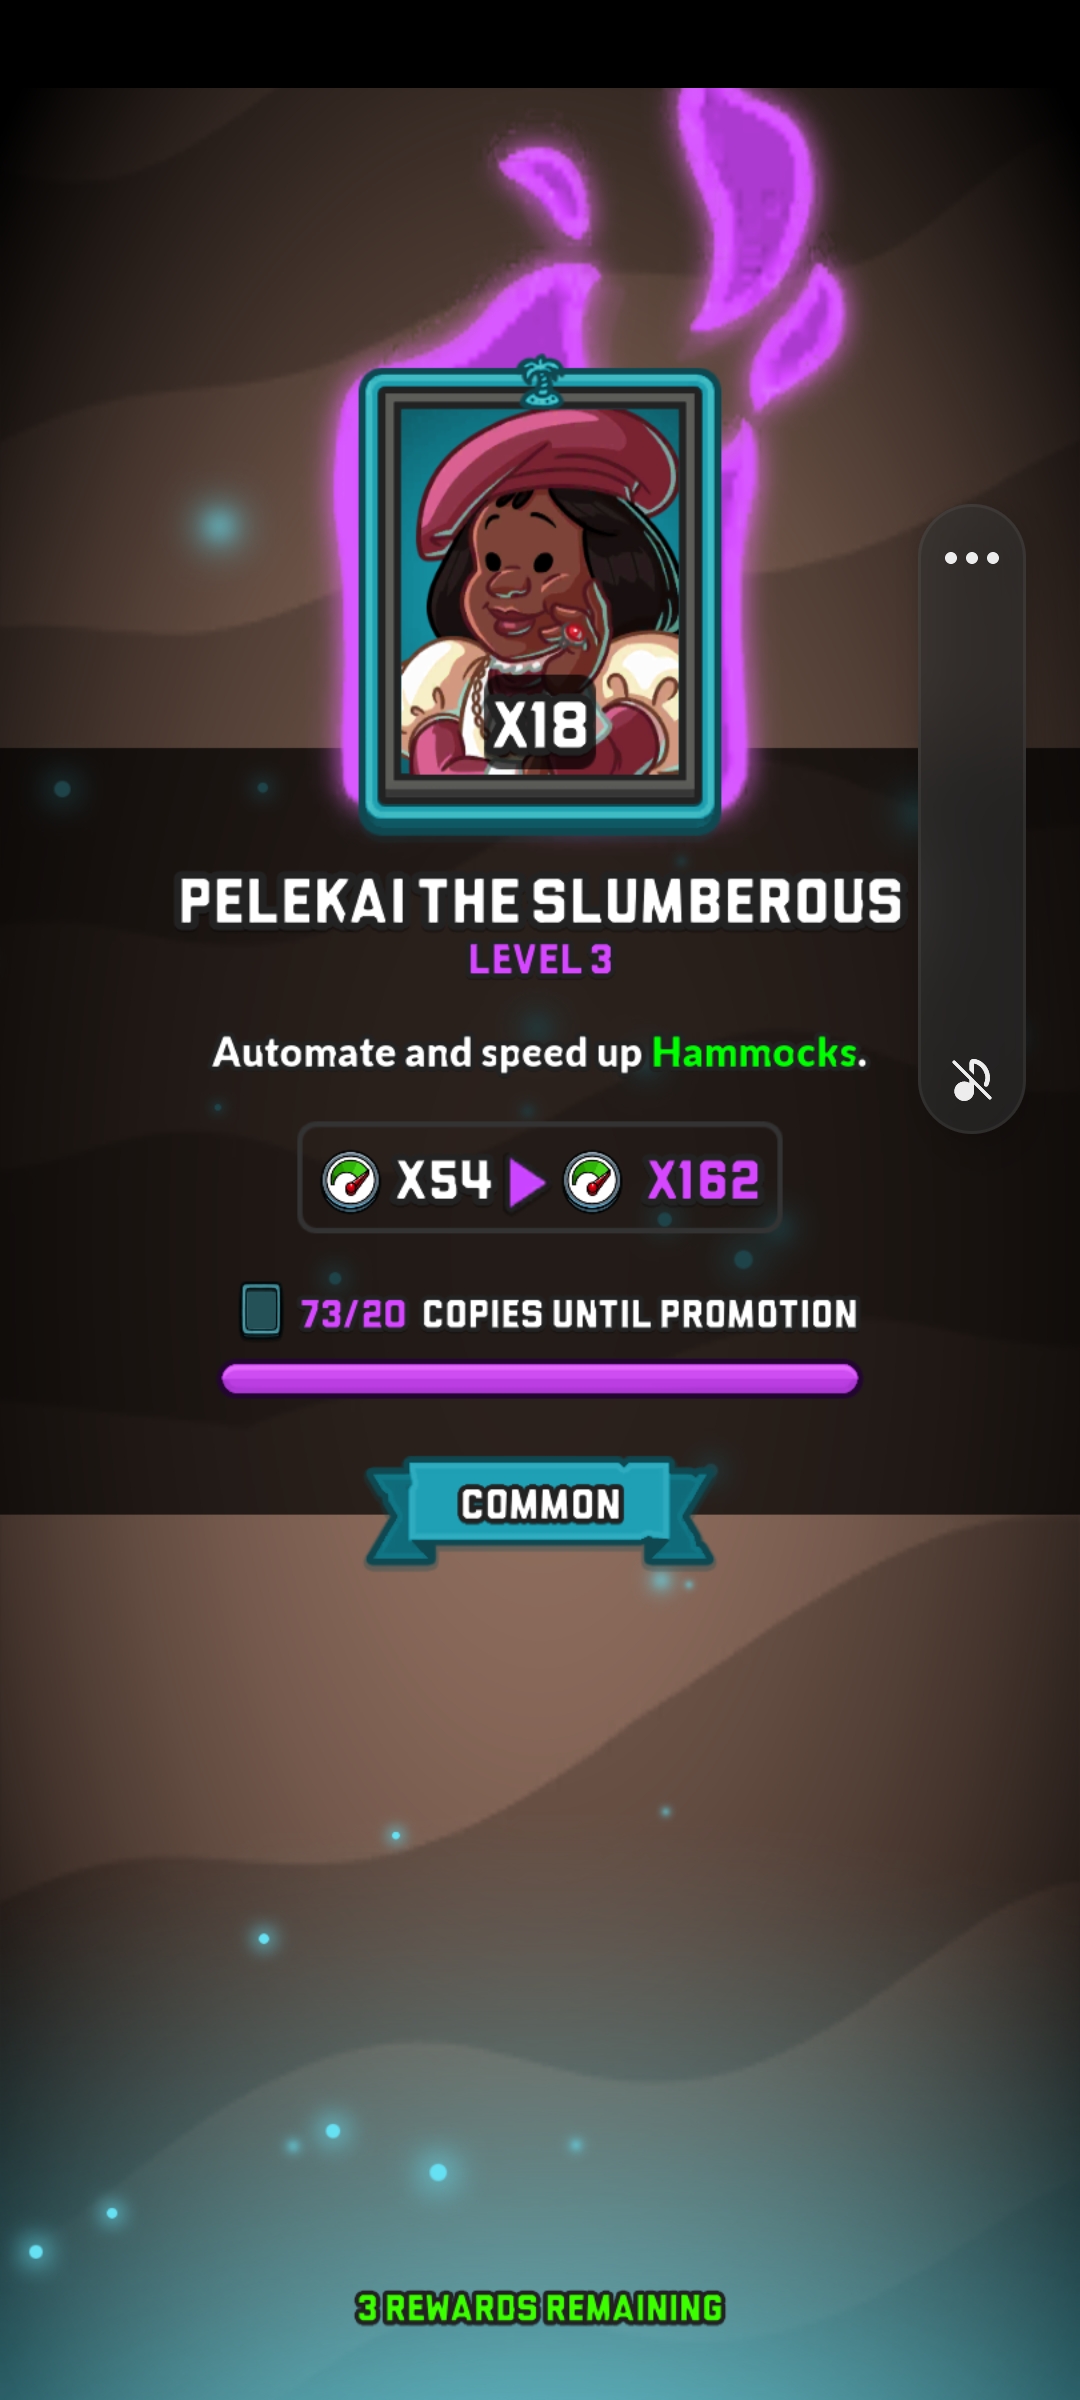 X18
PELEKAI THE SLUMBEROUS
LEVEL 3
Automate and speed up Hammocks.
X54 X162
73/20 COPIES UNTIL PROMOTION
COMMON
3 REWARDS REMAINING